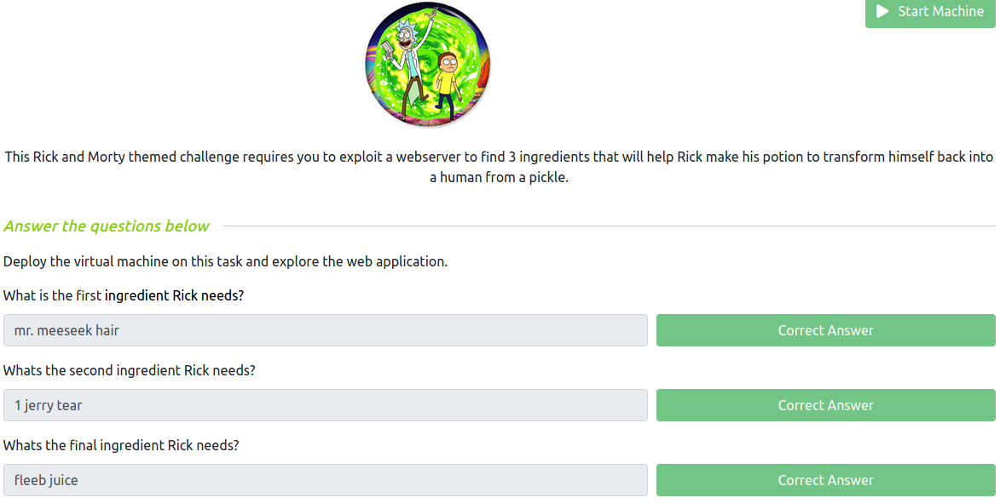 Start Machine
This Rick and Morty themed challenge requires you to exploit a webserver to find 3 ingredients that will help Rick make his potion to transform himself back into
a human from a pickle.
Answer the questions below
Deploy the virtual machine on this task and explore the web application.
What is the first ingredient Rick needs?
mr. meeseek hair
Correct Answer
Whats the second ingredient Rick needs?
1 jerry tear
Correct Answer
Whats the final ingredient Rick needs?
fleeb juice
Correct Answer